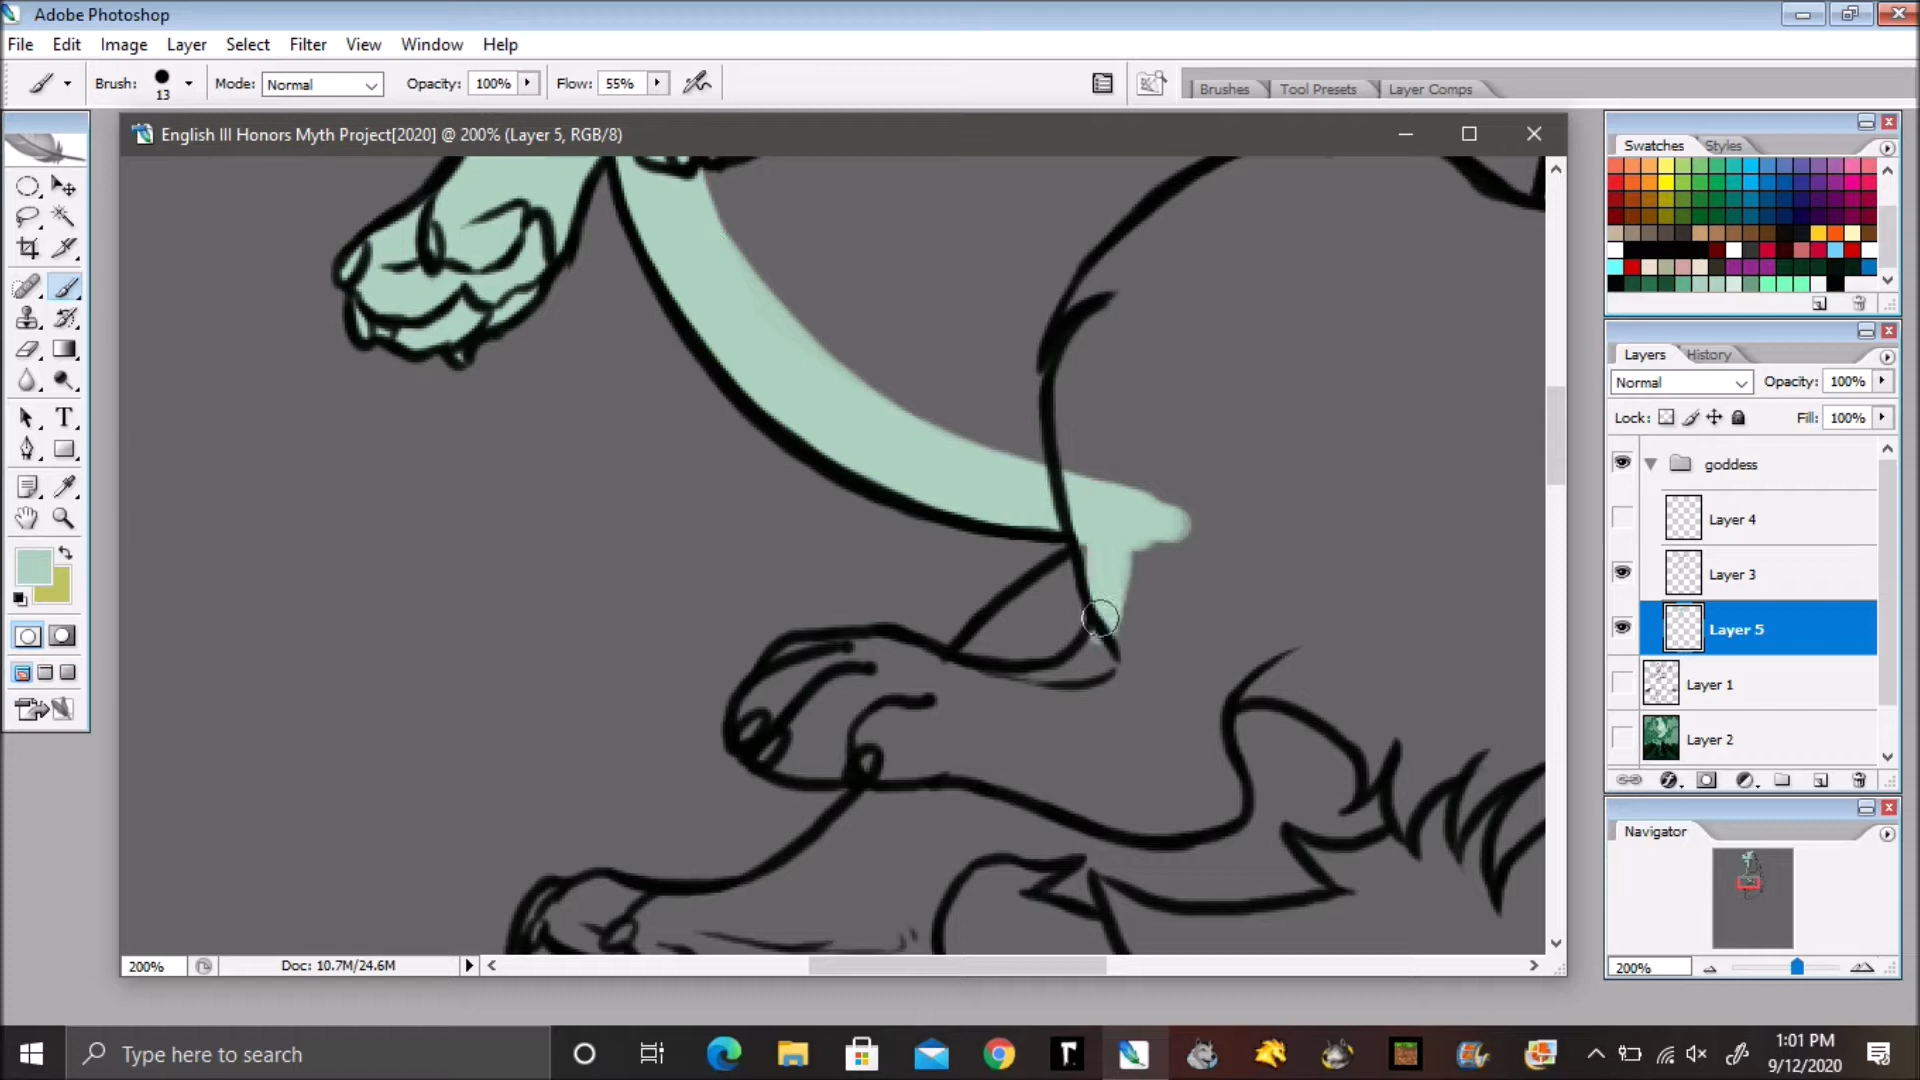 Adobe Photoshop
File Edit Image Layer Select Filter View Window Help
Brush: 13 Mode: Normal Opacity: 100% Flow: 55% Brushes Tool Presets Layer Comps
English III Honors Myth Project[2020] @ 200% (Layer 5, RGB/8)
Swatches Styles
Layers History
Normal Opacity: 100%
Lock: Fill: 100%
goddess
Layer 4
Layer 3
Layer 5
Layer 1
Layer 2
Navigator
200%
200% Doc: 10.7M/24.6M
Type here to search
1:01 PM
9/12/2020